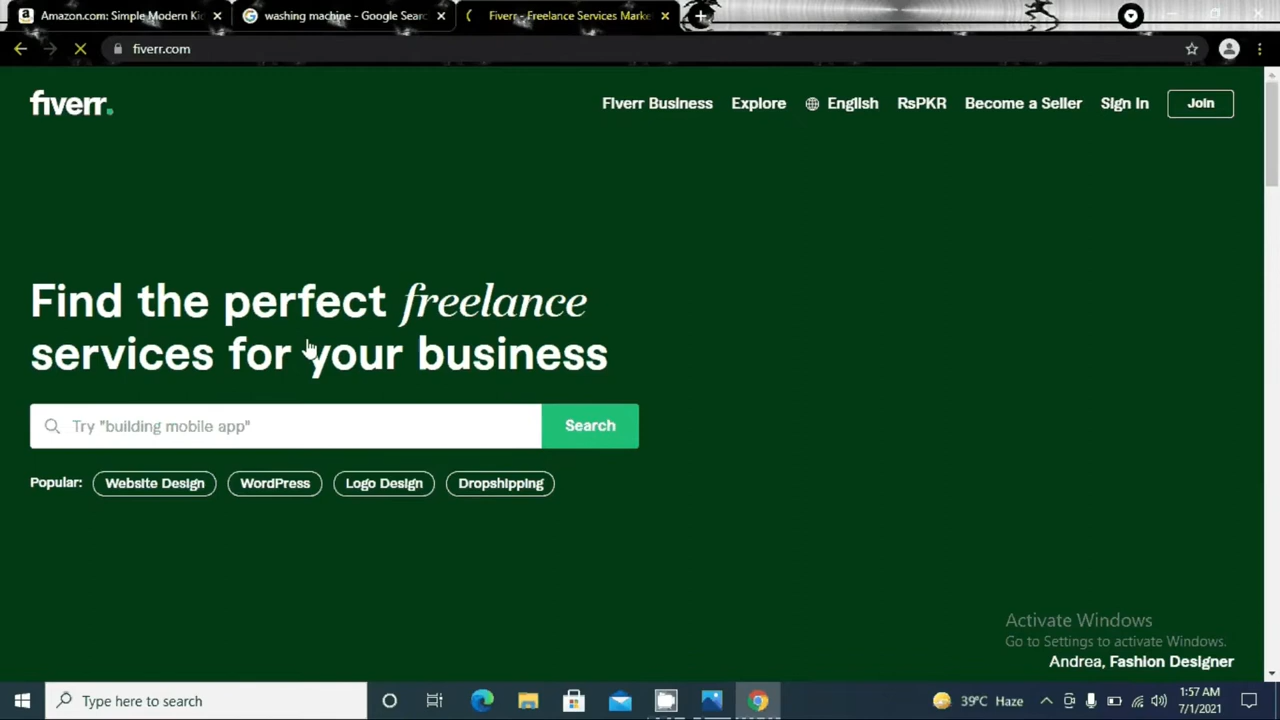 Amazon.com: Simple Modern Ki
washing machine - Google Sear
Fiverr - Freelance Services Marke
fiverr.com
fiverr.
Fiverr Business
Explore
English
RsPKR
Become a Seller
Sign In
Join
Find the perfect freelance
services for your business
Try "building mobile app"
Search
Popular:
Website Design
WordPress
Logo Design
Dropshipping
Activate Windows
Go to Settings to activate Windows.
Andrea, Fashion Designer
Type here to search
39°C Haze
1:57 AM
7/1/2021